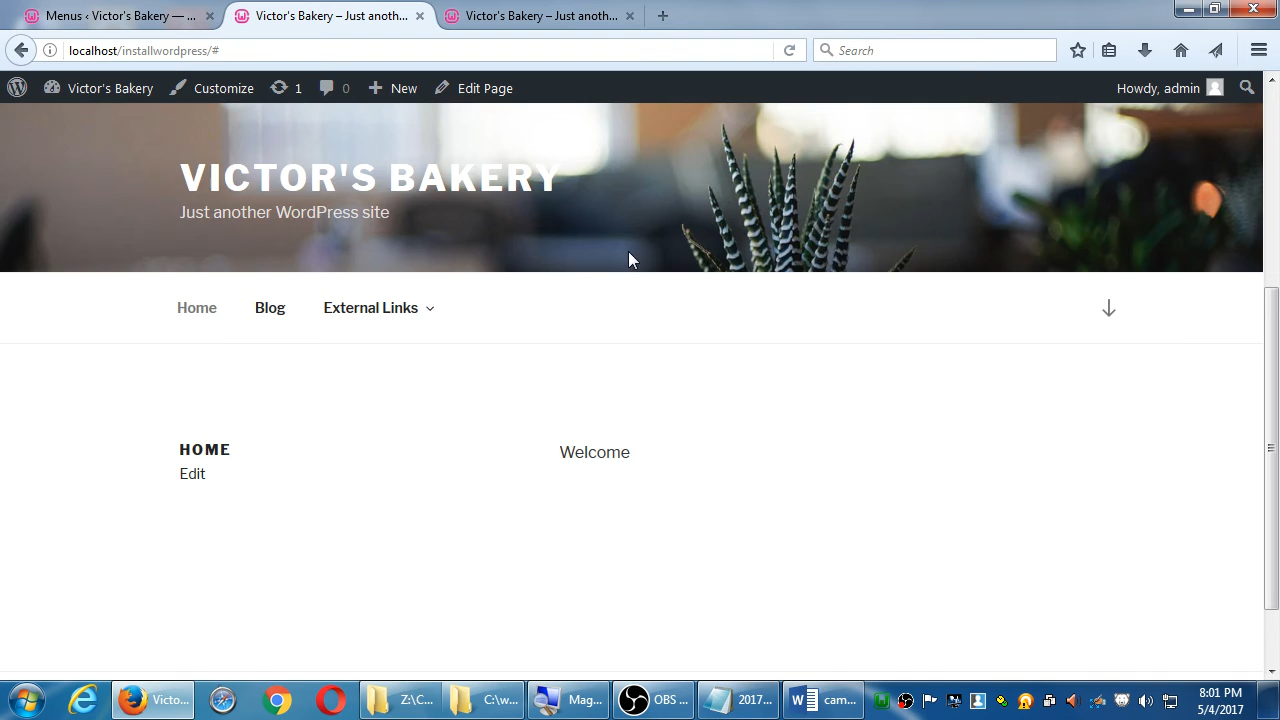 Menus ‹ Victor's Bakery — ...
Victor's Bakery – Just anoth...
Victor's Bakery – Just anoth...
localhost/installwordpress/#
Search
Victor's Bakery
Customize
1
0
New
Edit Page
Howdy, admin
VICTOR'S BAKERY
Just another WordPress site
Home
Blog
External Links
HOME
Edit
Welcome
Victo...
Z:\C...
C:\w...
Mag...
OBS ...
2017...
cam...
8:01 PM
5/4/2017